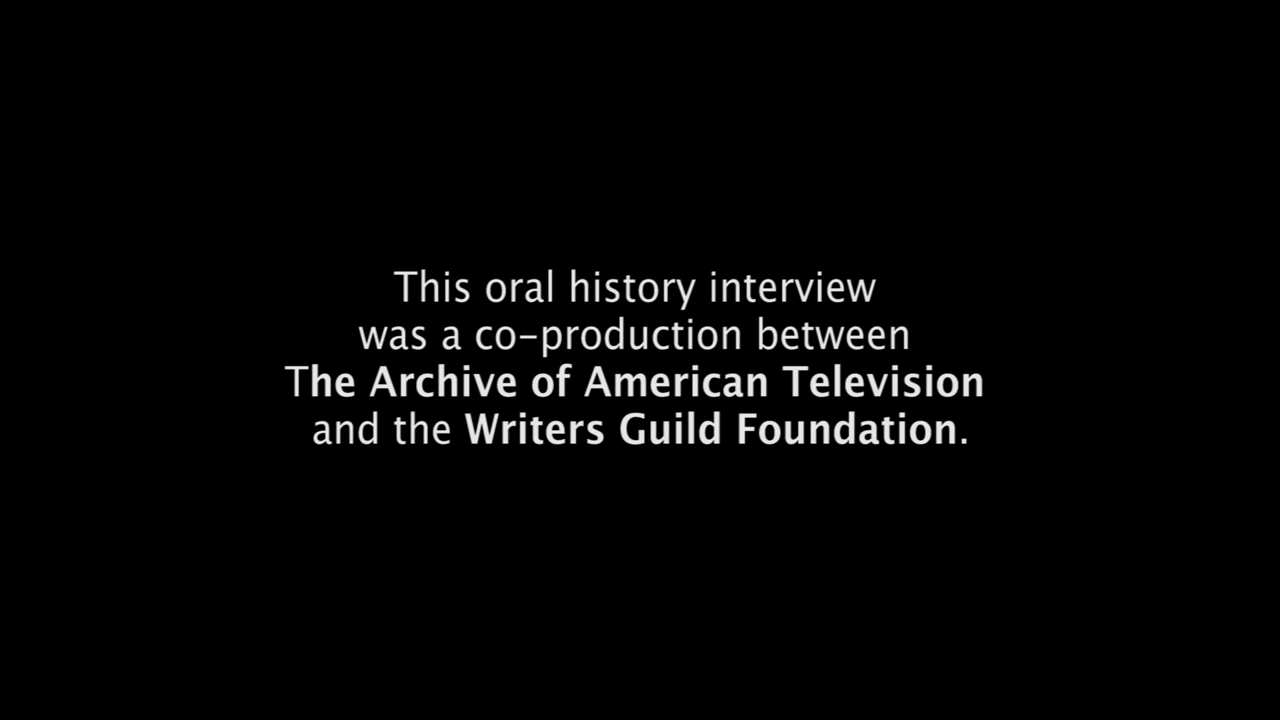 This oral history interview
was a co-production between
The Archive of American Television
and the Writers Guild Foundation.